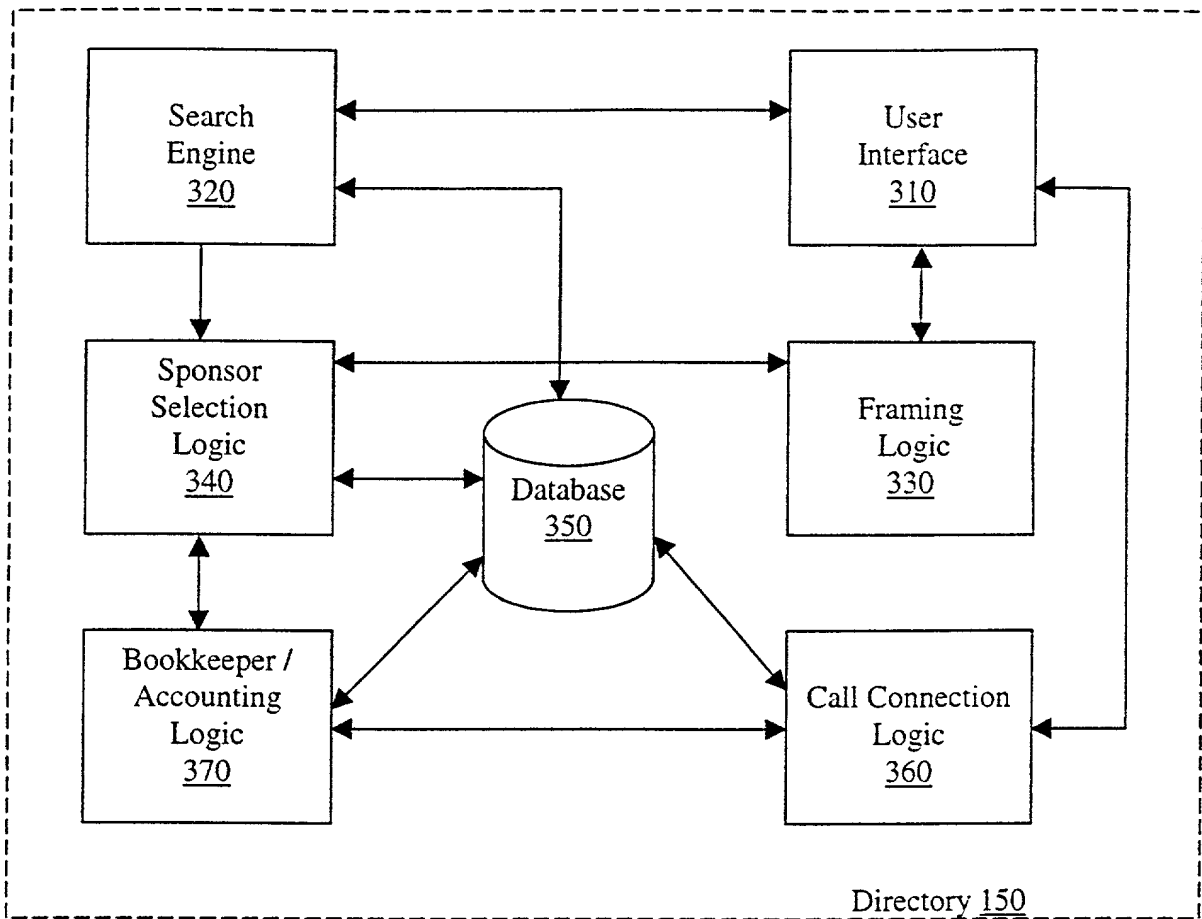 Search
Engine
320
User
Interface
310
Sponsor
Selection
Logic
340
Database
350
Framing
Logic
330
Bookkeeper /
Accounting
Logic
370
Call Connection
Logic
360
Directory 150